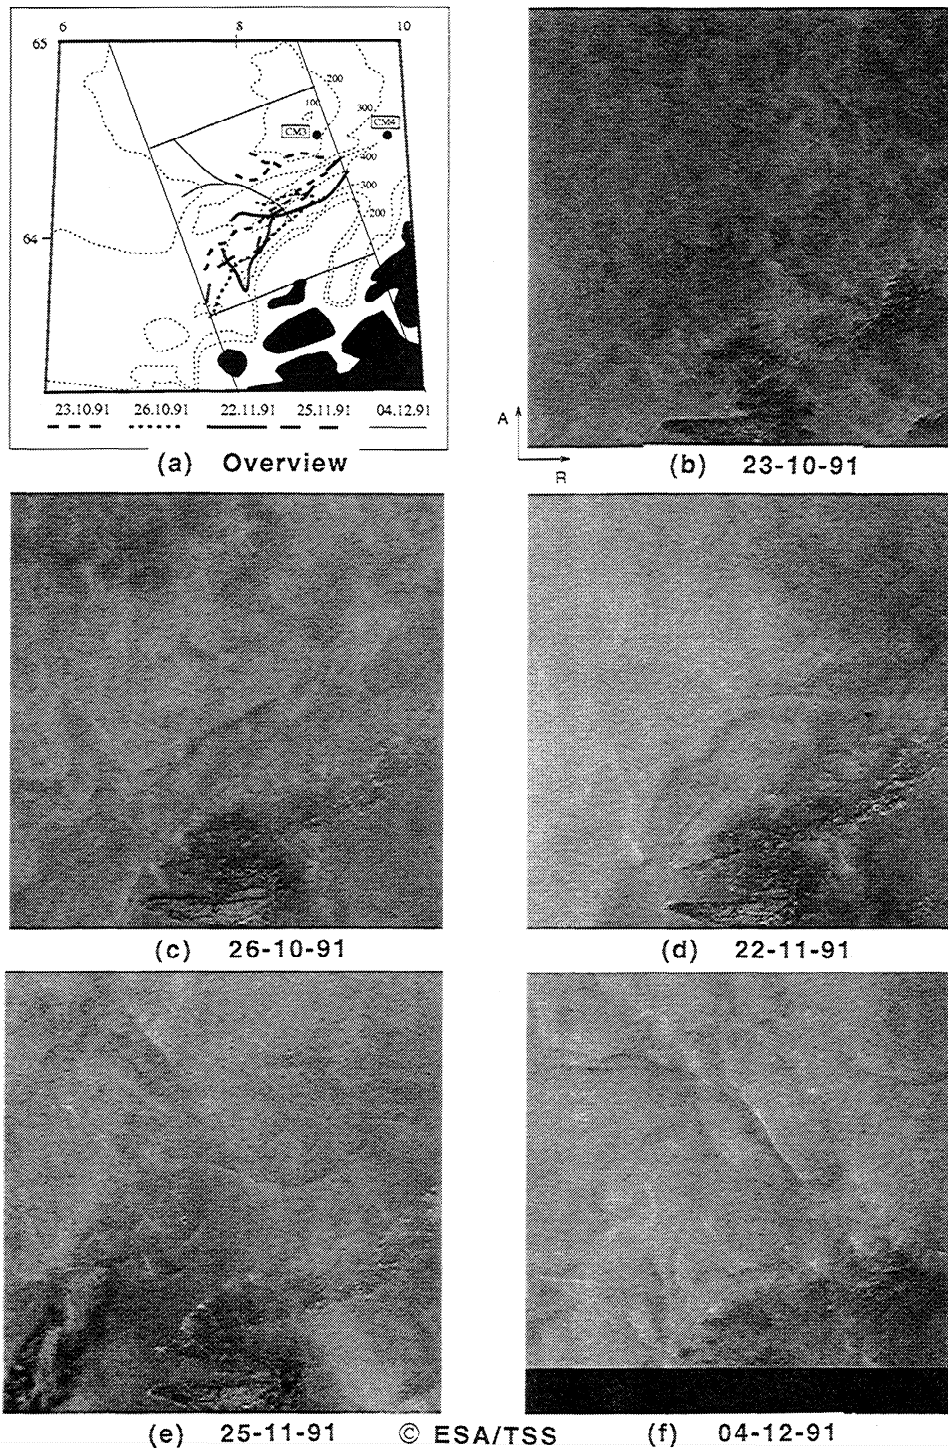 6 8 10
65
200
100 300
CM3 CM4
400
300
200
64
23.10.91 26.10.91 22.11.91 25.11.91 04.12.91
(a) Overview
A
R
(b) 23-10-91
(c) 26-10-91
(d) 22-11-91
(e) 25-11-91
© ESA/TSS
(f) 04-12-91